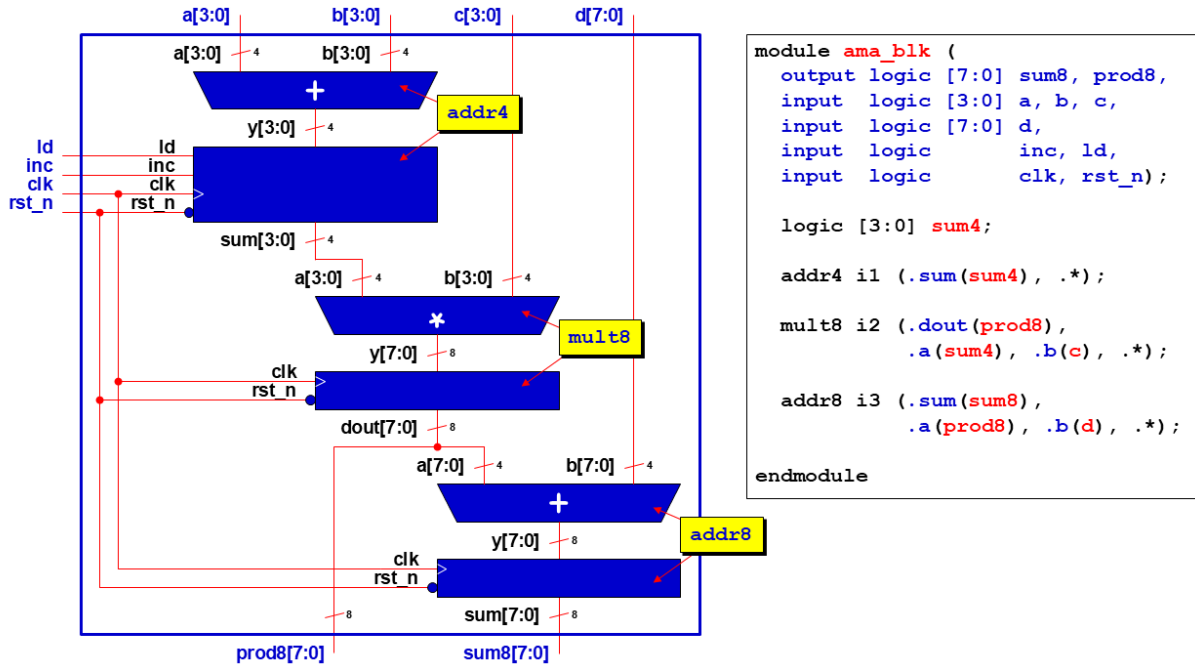 a[3:0] b[3:0] c[3:0] d[7:0]
a[3:0] 4 b[3:0] 4
+
addr4
y[3:0] 4
ld ld
inc inc
clk clk
rst_n rst_n
sum[3:0] 4
a[3:0] 4 b[3:0] 4
*
mult8
y[7:0] 8
clk
rst_n
dout[7:0] 8
a[7:0] 4 b[7:0] 4
+
addr8
y[7:0] 8
clk
rst_n
8 sum[7:0] 8
prod8[7:0] sum8[7:0]
module ama_blk (
output logic [7:0] sum8, prod8,
input logic [3:0] a, b, c,
input logic [7:0] d,
input logic inc, ld,
input logic clk, rst_n);
logic [3:0] sum4;
addr4 i1 (.sum(sum4), .*);
mult8 i2 (.dout(prod8),
.a(sum4), .b(c), .*);
addr8 i3 (.sum(sum8),
.a(prod8), .b(d), .*);
endmodule